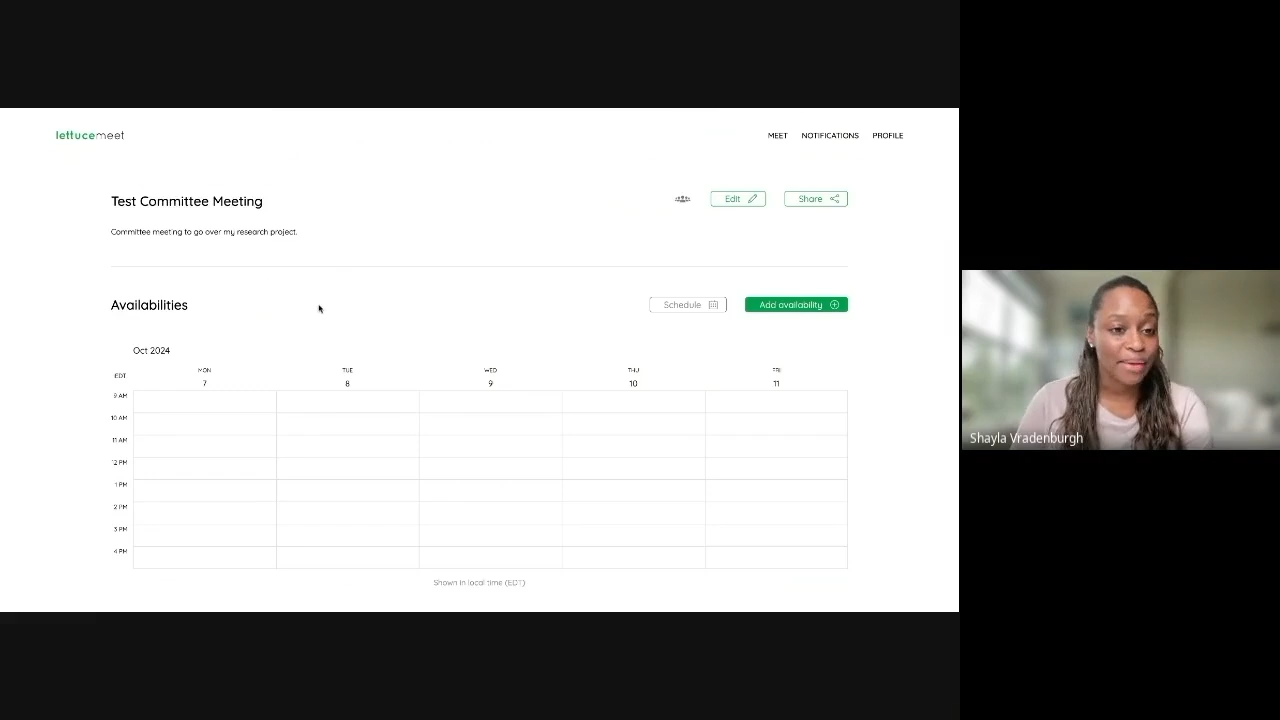 lettucemeet
MEET NOTIFICATIONS PROFILE
Test Committee Meeting
Edit
Share
Committee meeting to go over my research project.
Availabilities
Schedule
Add availability
Oct 2024
EDT
MON TUE WED THU FRI
7 8 9 10 11
9 AM
10 AM
11 AM
12 PM
1 PM
2 PM
3 PM
4 PM
Shown in local time (EDT)
Shayla Vradenburgh